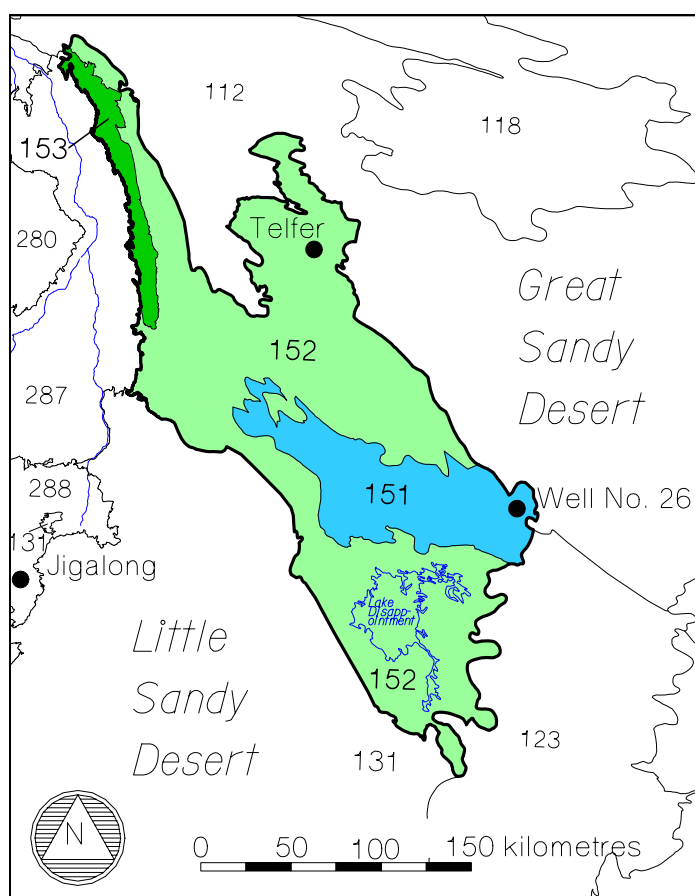 112
118
153
280
Telfer
Great
Sandy
Desert
152
287
151
Well No. 26
288
131
Jigalong
Lake
Disapp-
ointment
Little
Sandy
Desert
152
123
131
N
0 50 100 150 kilometres